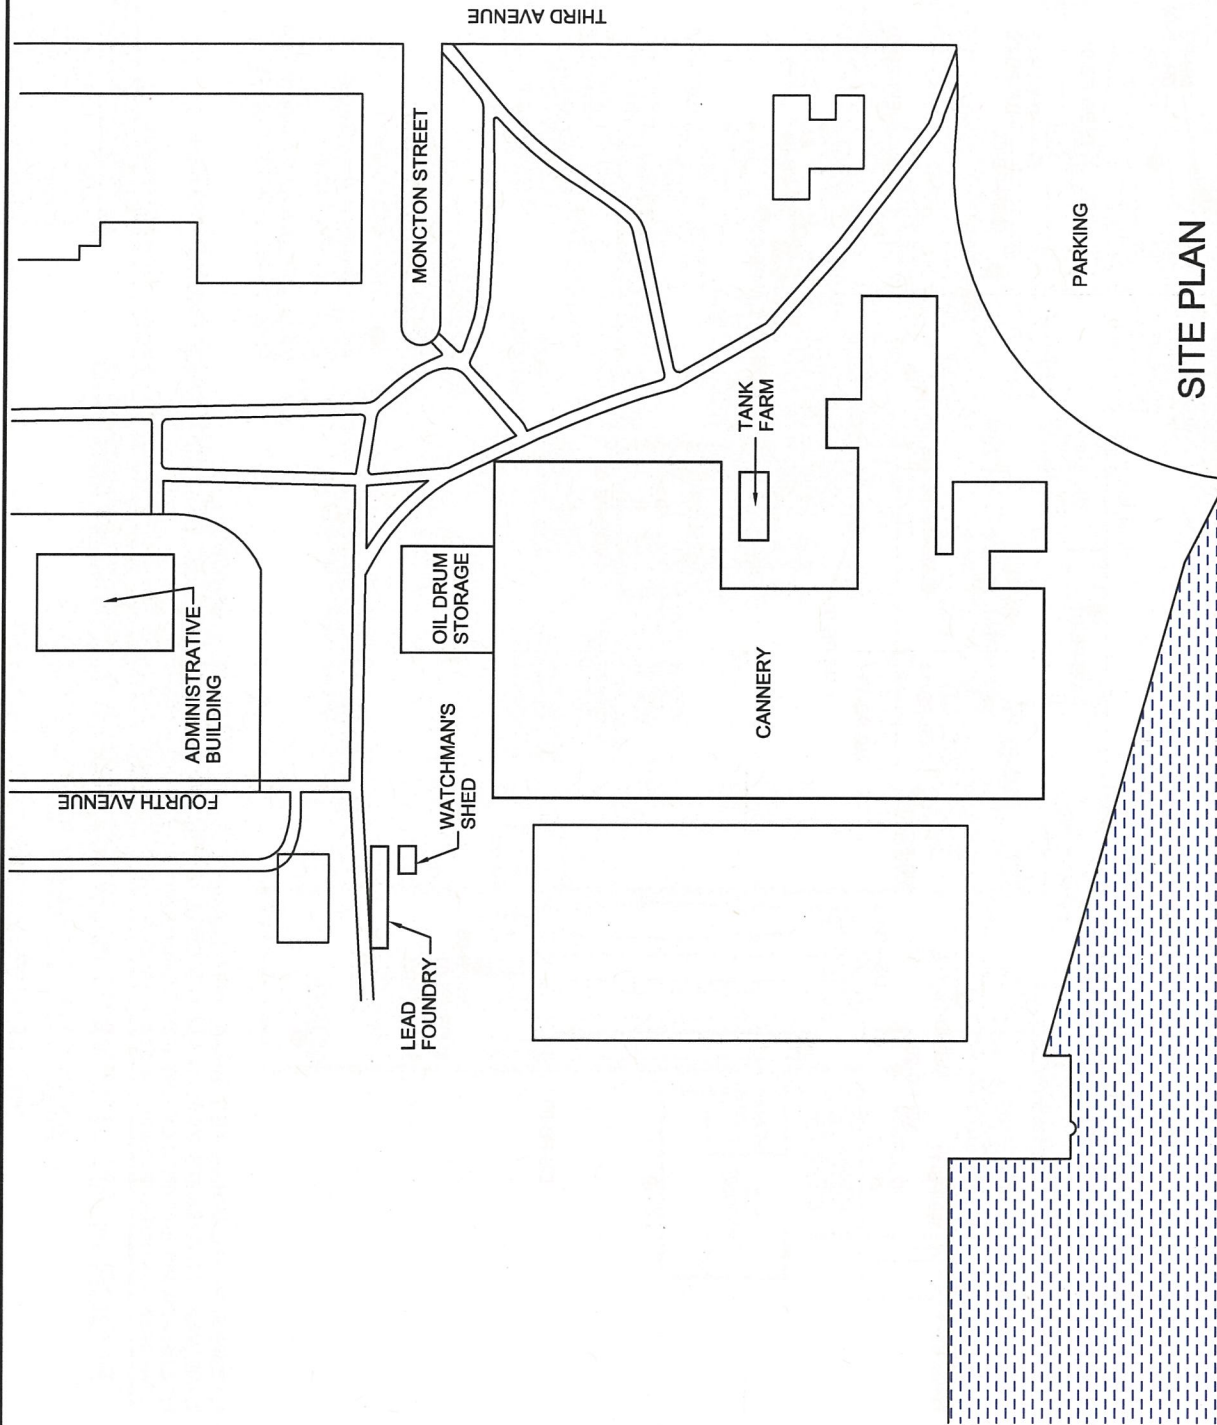 THIRD AVENUE
MONCTON STREET
PARKING
SITE PLAN
TANK
FARM
OIL DRUM
STORAGE
CANNERY
ADMINISTRATIVE
BUILDING
FOURTH AVENUE
WATCHMAN'S
SHED
LEAD
FOUNDRY